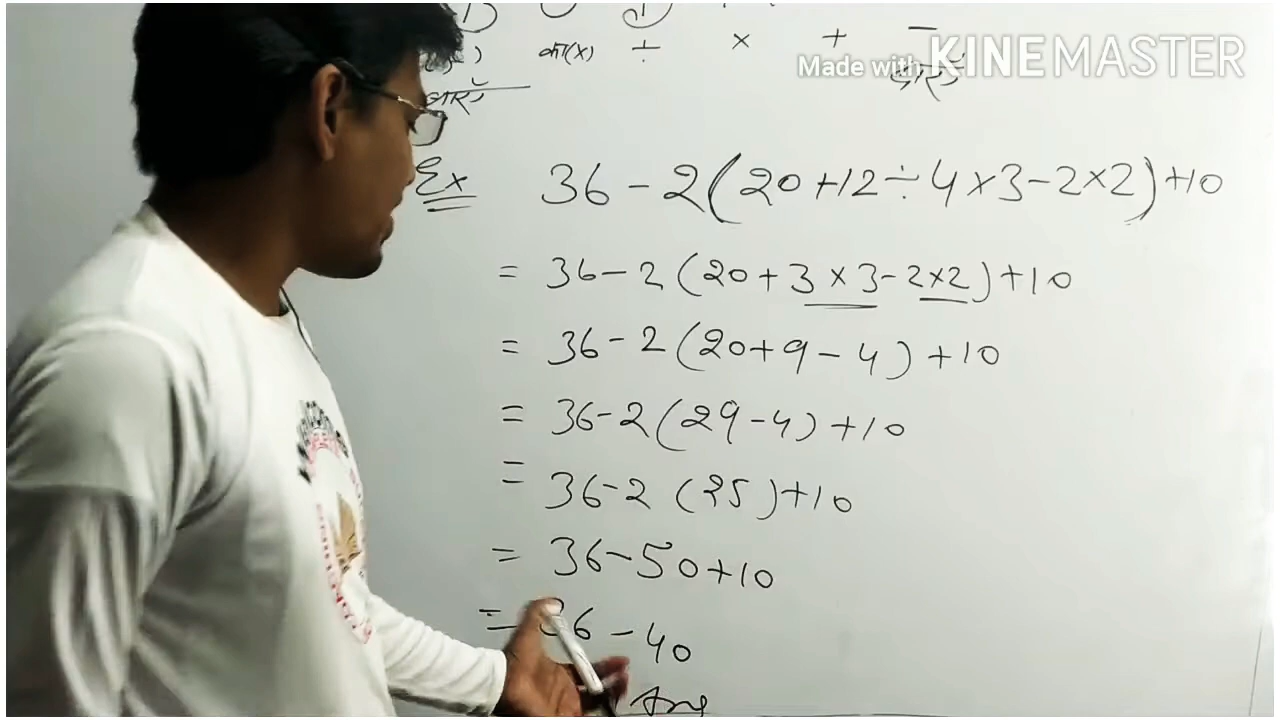 का(x) ÷ × + −
Made with KINEMASTER
Ex 36 − 2(20 + 12 ÷ 4 × 3 − 2 × 2) + 10
= 36 − 2 (20 + 3 × 3 − 2 × 2) + 10
= 36 − 2 (20 + 9 − 4) + 10
= 36 − 2 (29 − 4) + 10
= 36 − 2 (25) + 10
= 36 − 50 + 10
= 36 − 40
Ans